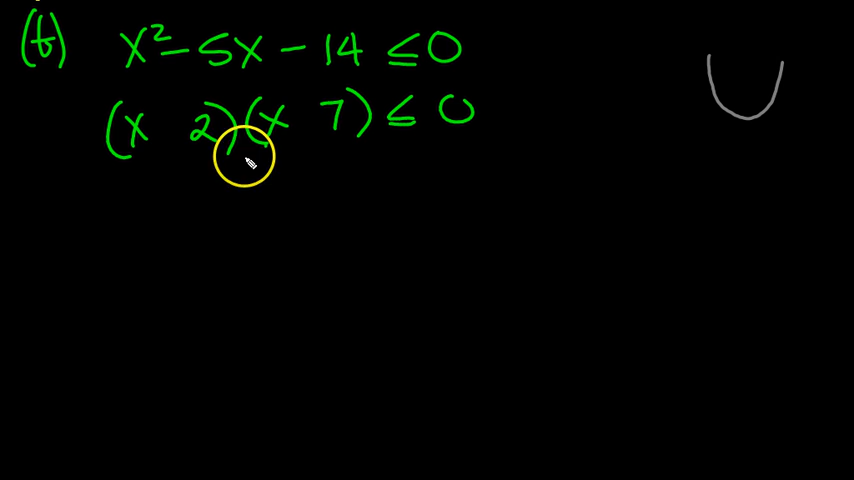 (b) x² - 5x - 14 ≤ 0
(x 2)(x 7) ≤ 0